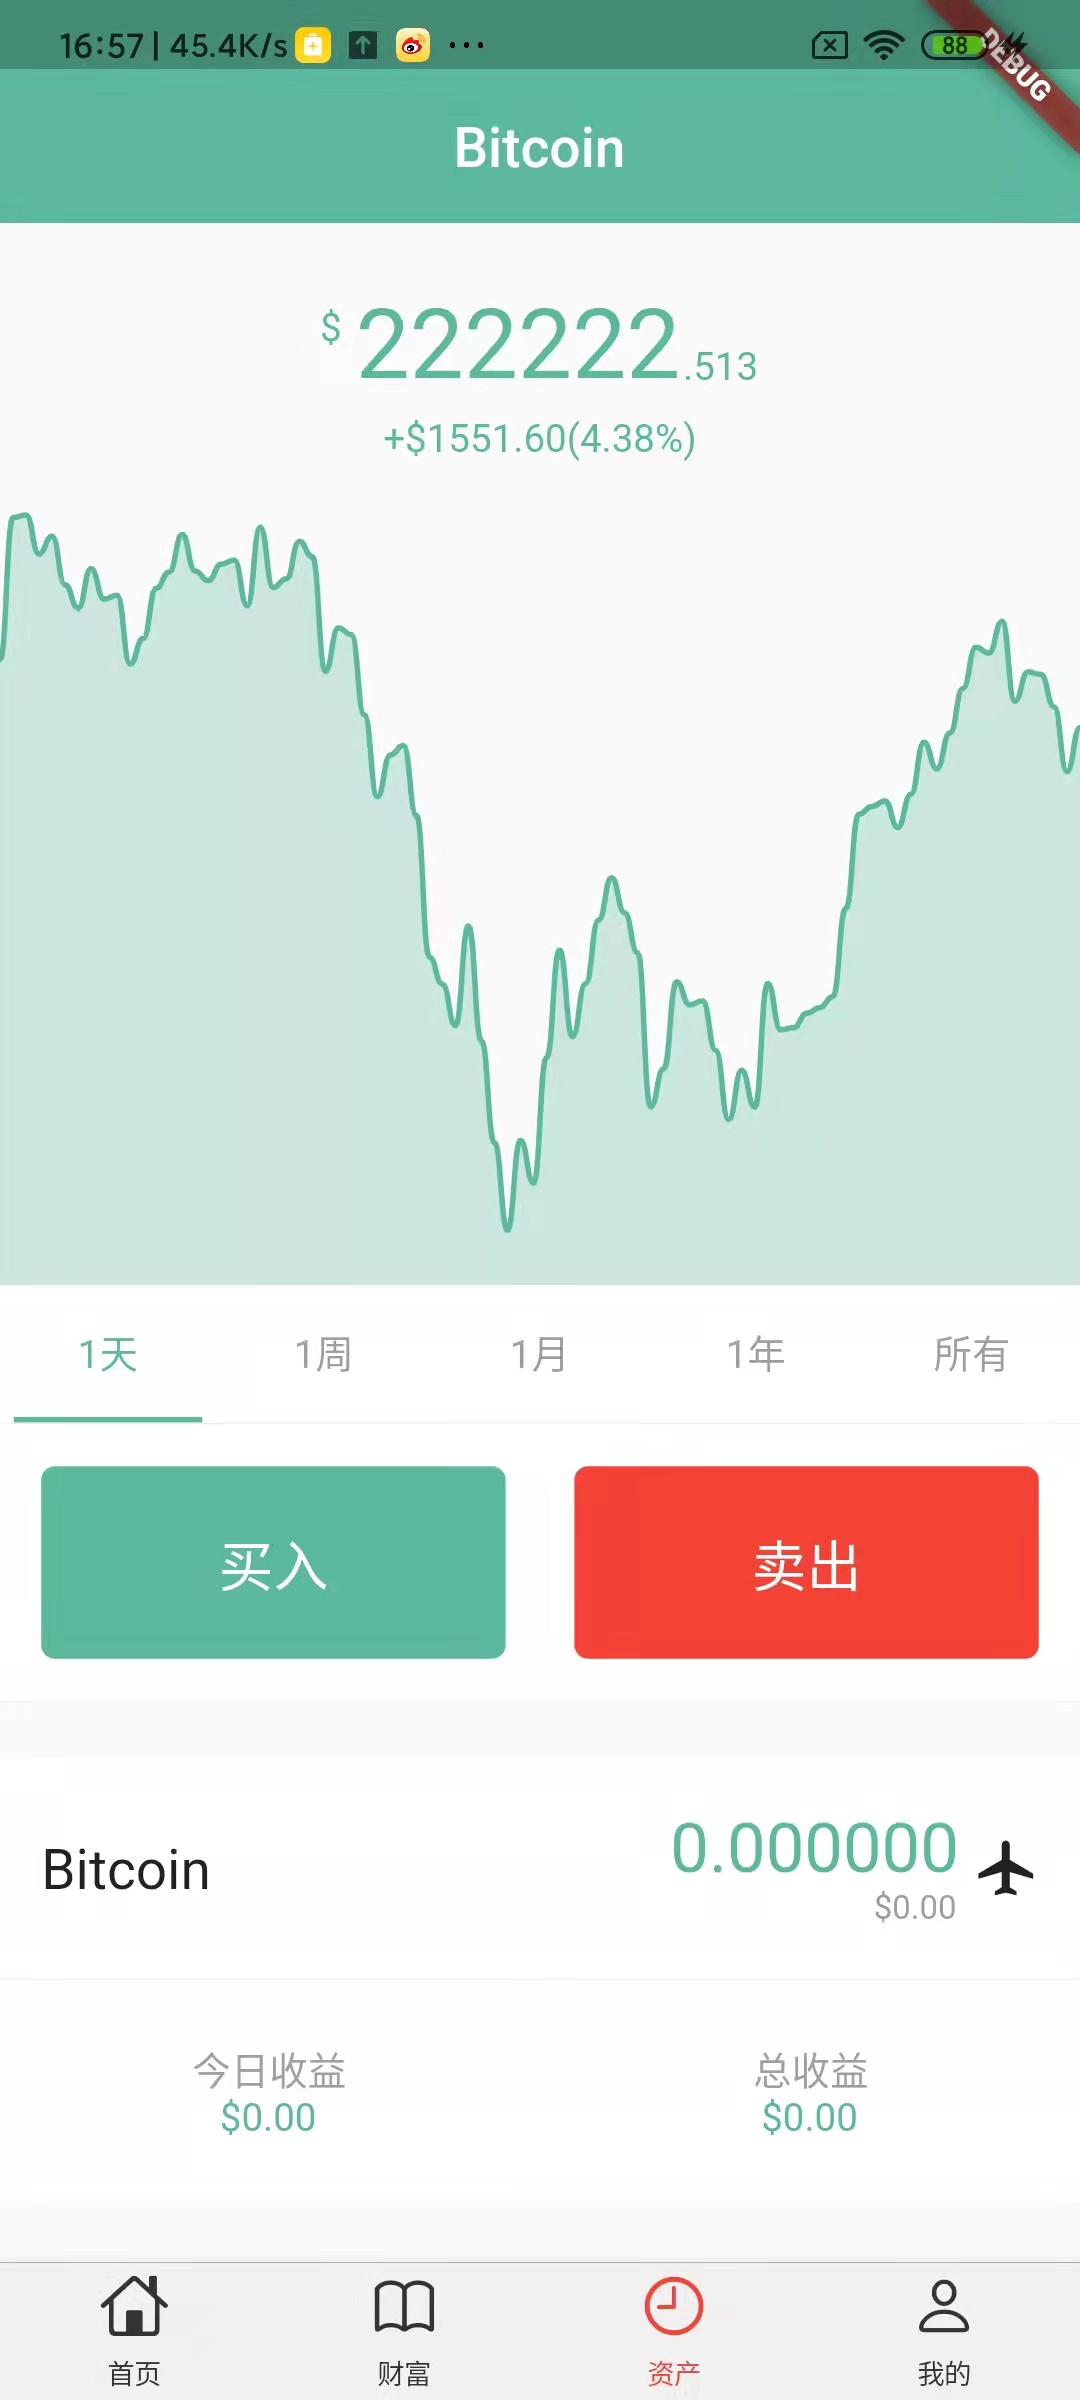 16:57 | 45.4K/s ...
88
DEBUG
Bitcoin
$ 222222.513
+$1551.60(4.38%)
1天 1周 1月 1年 所有
买入 卖出
Bitcoin 0.000000
$0.00
今日收益 总收益
$0.00 $0.00
首页 财富 资产 我的